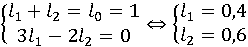 {l₁ + l₂ = l₀ = 1 ⇔ {l₁ = 0,4
3l₁ − 2l₂ = 0 l₂ = 0,6